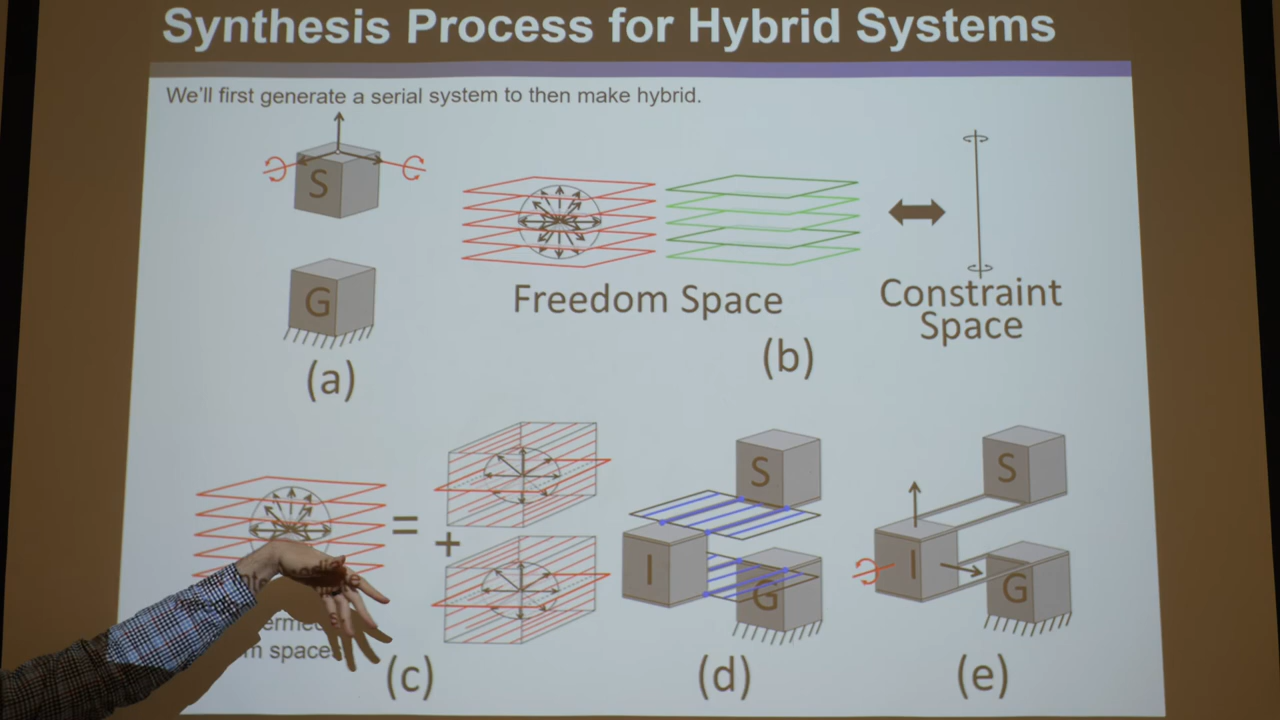 Synthesis Process for Hybrid Systems
We'll first generate a serial system to then make hybrid.
S
G
(a)
Freedom Space
Constraint
Space
(b)
=
+
(c)
S
I
G
(d)
S
I
G
(e)